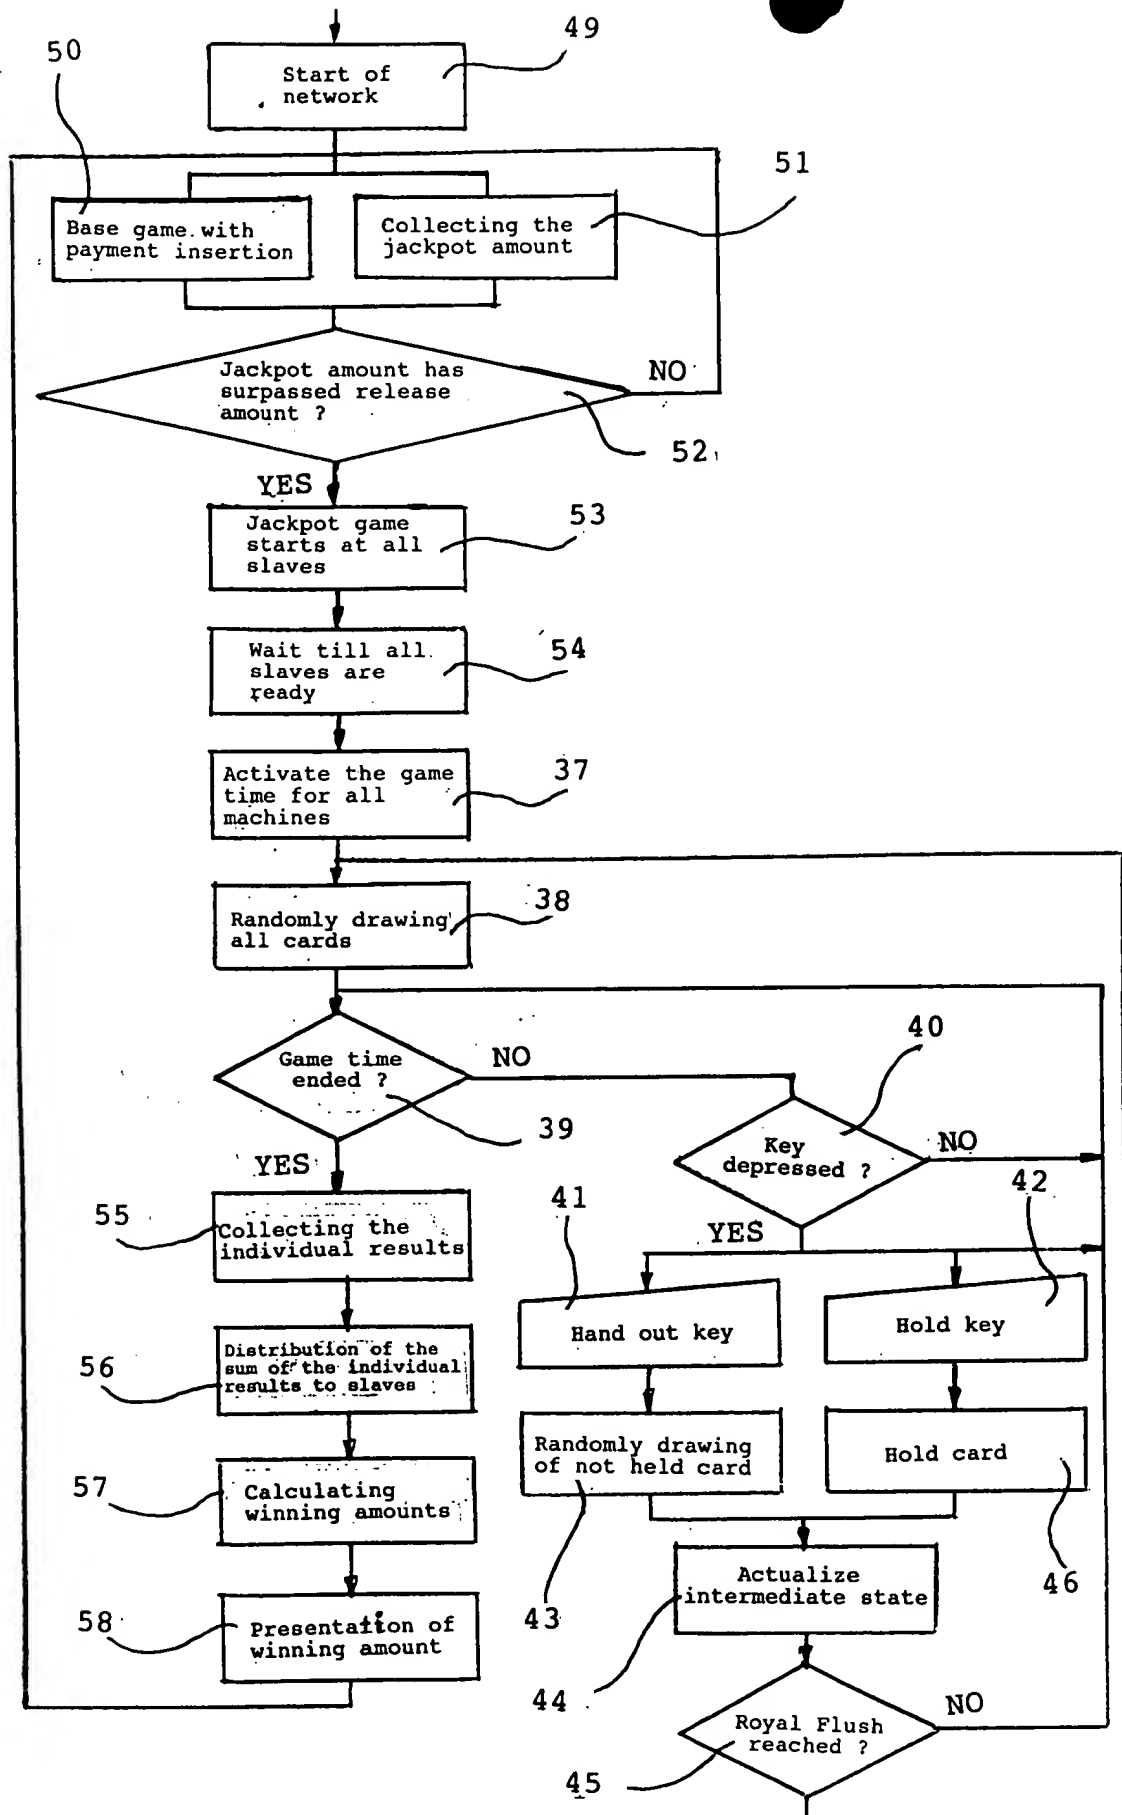 49
50
Start of
network
51
Base game with
payment insertion
Collecting the
jackpot amount
Jackpot amount has
surpassed release
amount ?
NO
52
YES
Jackpot game
starts at all
slaves
53
Wait till all
slaves are
ready
54
Activate the game
time for all
machines
37
Randomly drawing
all cards
38
Game time
ended ?
NO
39
40
Key
depressed ?
NO
YES
55
Collecting the
individual results
41
YES
42
Hand out key
Hold key
56
Distribution of the
sum of the individual
results to slaves
Randomly drawing
of not held card
Hold card
57
Calculating
winning amounts
43
46
Actualize
intermediate state
44
58
Presentation of
winning amount
Royal Flush
reached ?
NO
45